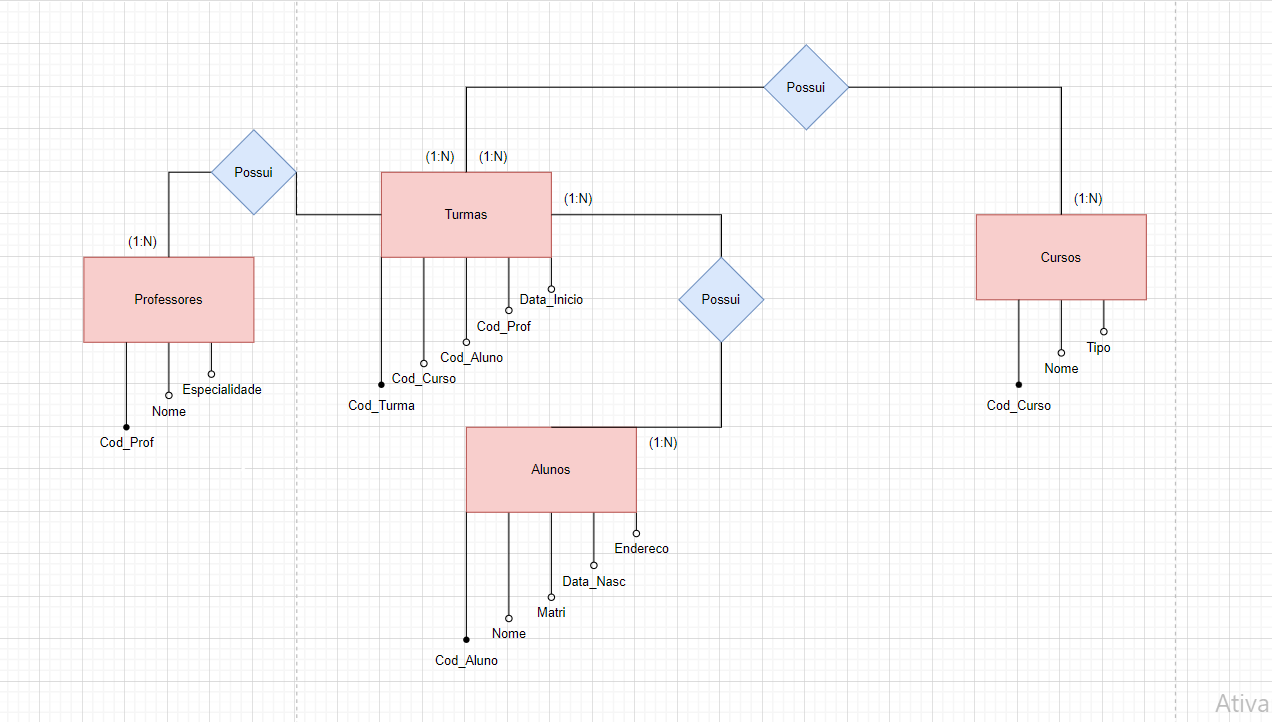 Possui
Possui
(1:N)
(1:N)
(1:N)
(1:N)
Turmas
(1:N)
Cursos
Professores
Data_Inicio
Possui
Cod_Prof
Tipo
Cod_Aluno
Nome
Cod_Curso
Especialidade
Cod_Turma
Cod_Curso
Nome
Cod_Prof
(1:N)
Alunos
Endereco
Data_Nasc
Matri
Nome
Cod_Aluno
Ativa